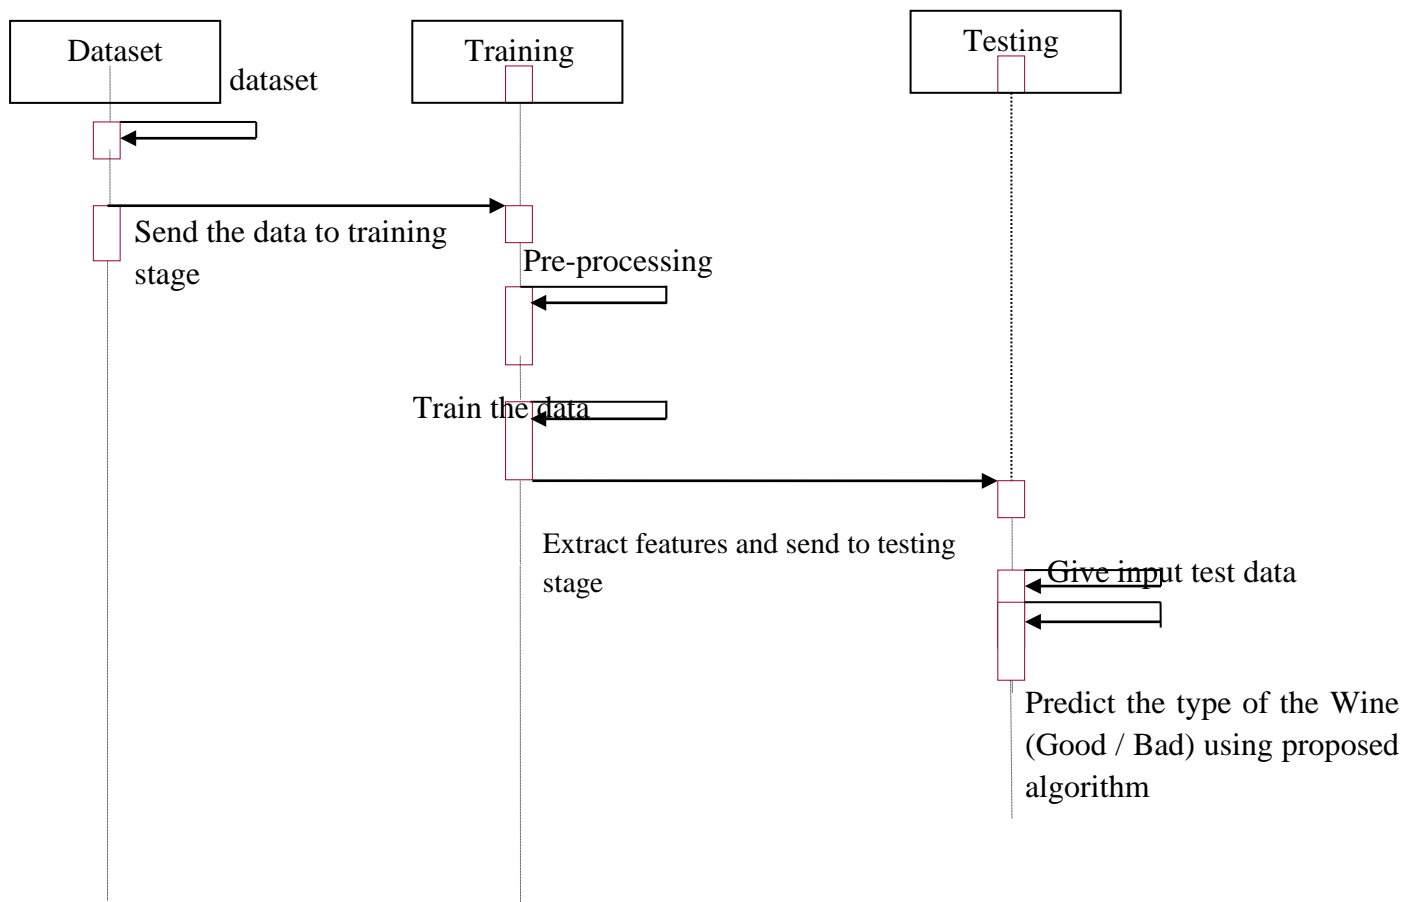 Dataset
Training
Testing
dataset
Send the data to training
stage
Pre-processing
Train the data
Extract features and send to testing
stage
Give input test data
Predict the type of the Wine
(Good / Bad) using proposed
algorithm